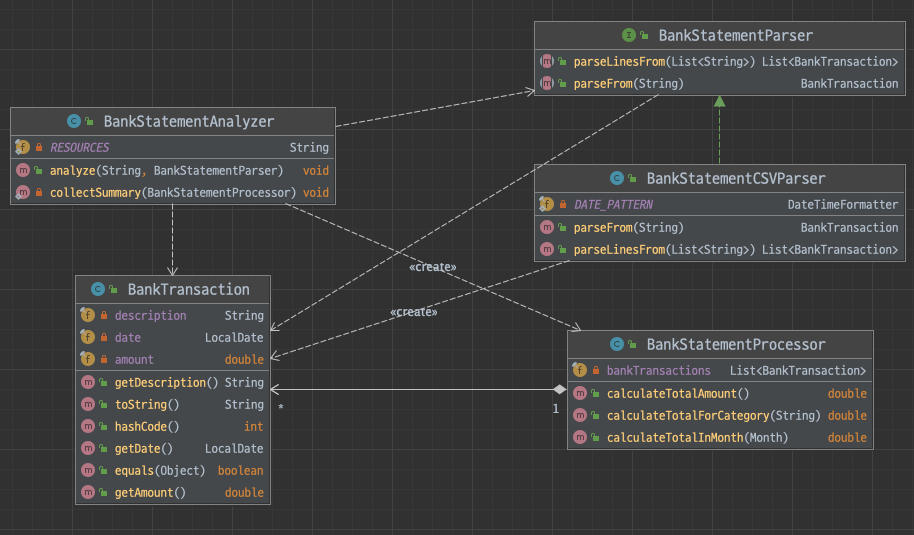 BankStatementParser
parseLinesFrom(List<String>) List<BankTransaction>
parseFrom(String) BankTransaction
BankStatementAnalyzer
RESOURCES String
analyze(String, BankStatementParser) void
collectSummary(BankStatementProcessor) void
BankStatementCSVParser
DATE_PATTERN DateTimeFormatter
parseFrom(String) BankTransaction
parseLinesFrom(List<String>) List<BankTransaction>
«create»
«create»
BankTransaction
description String
date LocalDate
amount double
getDescription() String
toString() String
hashCode() int
getDate() LocalDate
equals(Object) boolean
getAmount() double
*
1
BankStatementProcessor
bankTransactions List<BankTransaction>
calculateTotalAmount() double
calculateTotalForCategory(String) double
calculateTotalInMonth(Month) double